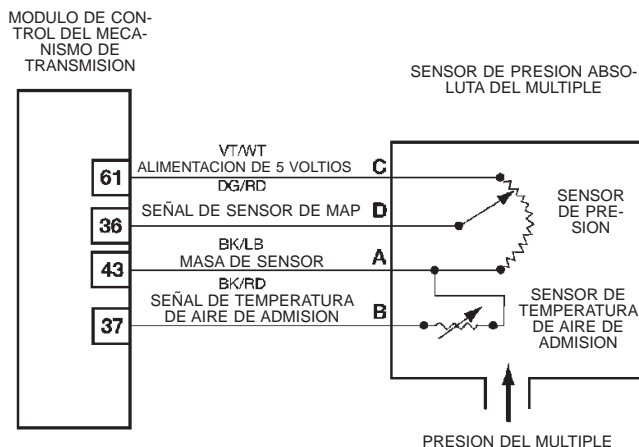 MODULO DE CON-
TROL DEL MECA-
NISMO DE
TRANSMISION
SENSOR DE PRESION ABSO-
LUTA DEL MULTIPLE
VT/WT
61
ALIMENTACION DE 5 VOLTIOS
C
DG/RD
36
SEÑAL DE SENSOR DE MAP
D
BK/LB
43
MASA DE SENSOR
A
BK/RD
37
SEÑAL DE TEMPERATURA
DE AIRE DE ADMISION
B
SENSOR
DE PRE-
SION
SENSOR DE
TEMPERATURA
DE AIRE DE
ADMISION
PRESION DEL MULTIPLE